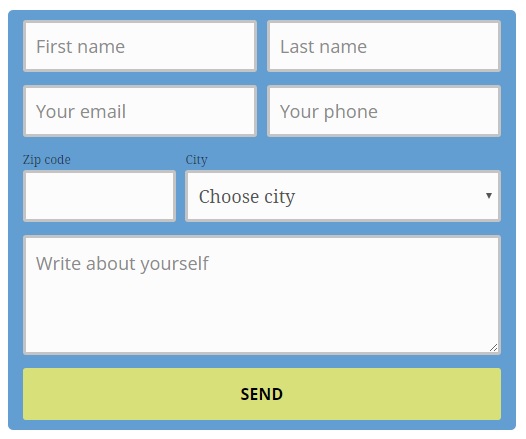 First name
Last name
Your email
Your phone
Zip code
City
Choose city
Write about yourself
SEND